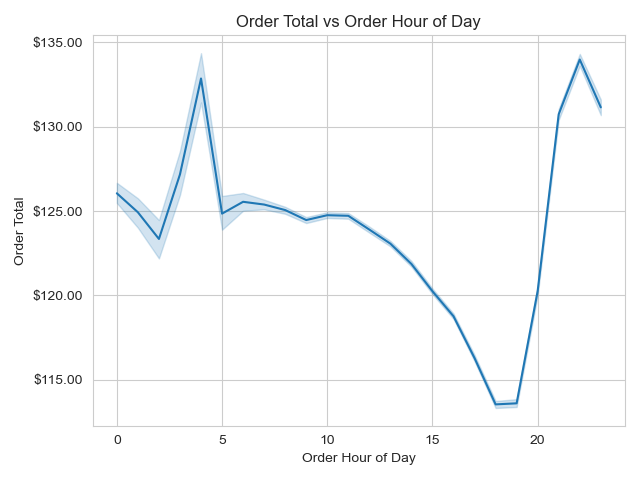 Order Total vs Order Hour of Day
$135.00
$130.00
$125.00
$120.00
$115.00
Order Total
0 5 10 15 20
Order Hour of Day